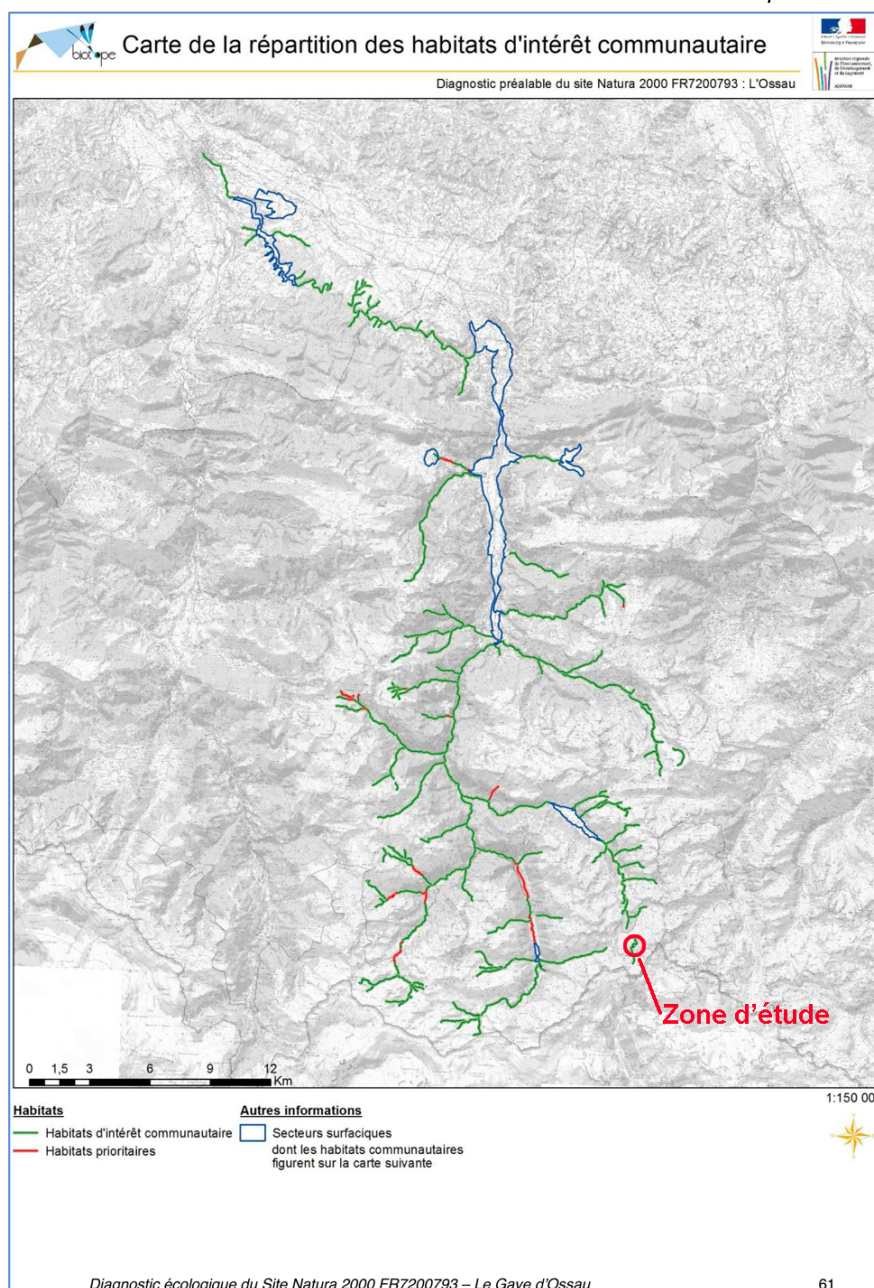 biotope
Carte de la répartition des habitats d'intérêt communautaire
Diagnostic préalable du site Natura 2000 FR7200793 : L'Ossau
Zone d'étude
0 1,5 3 6 9 12
Km
1:150 00
Habitats
Habitats d'intérêt communautaire
Habitats prioritaires
Autres informations
Secteurs surfaciques
dont les habitats communautaires
figurent sur la carte suivante
Diagnostic écologique du Site Natura 2000 FR7200793 – Le Gave d'Ossau
61